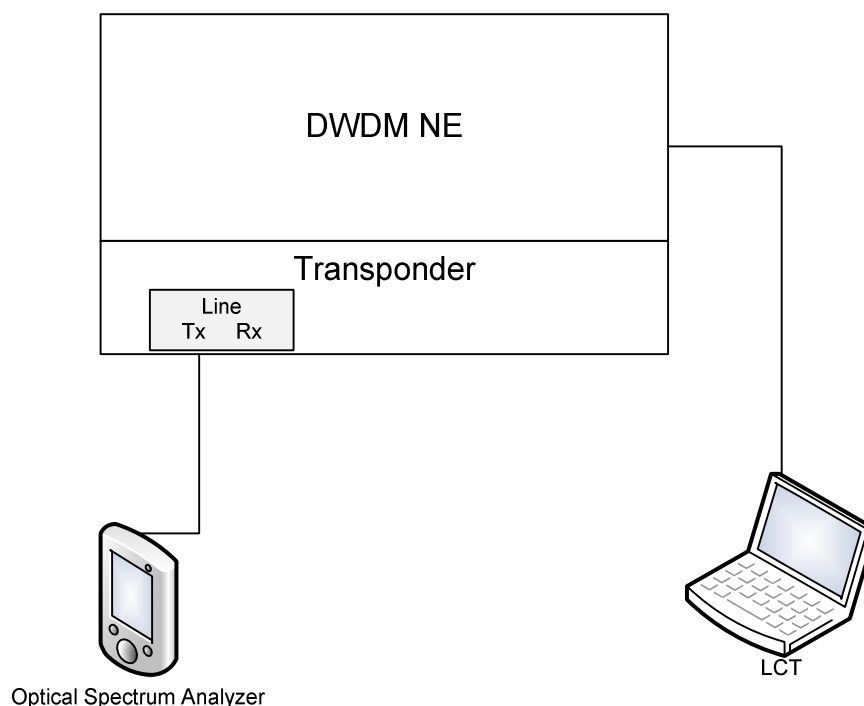 DWDM NE
Transponder
Line
Tx Rx
Optical Spectrum Analyzer
LCT